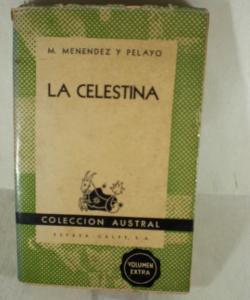 M. MENENDEZ Y PELAYO
LA CELESTINA
COLECCION AUSTRAL
ESPASA-CALPE, S.A.
VOLUMEN
EXTRA